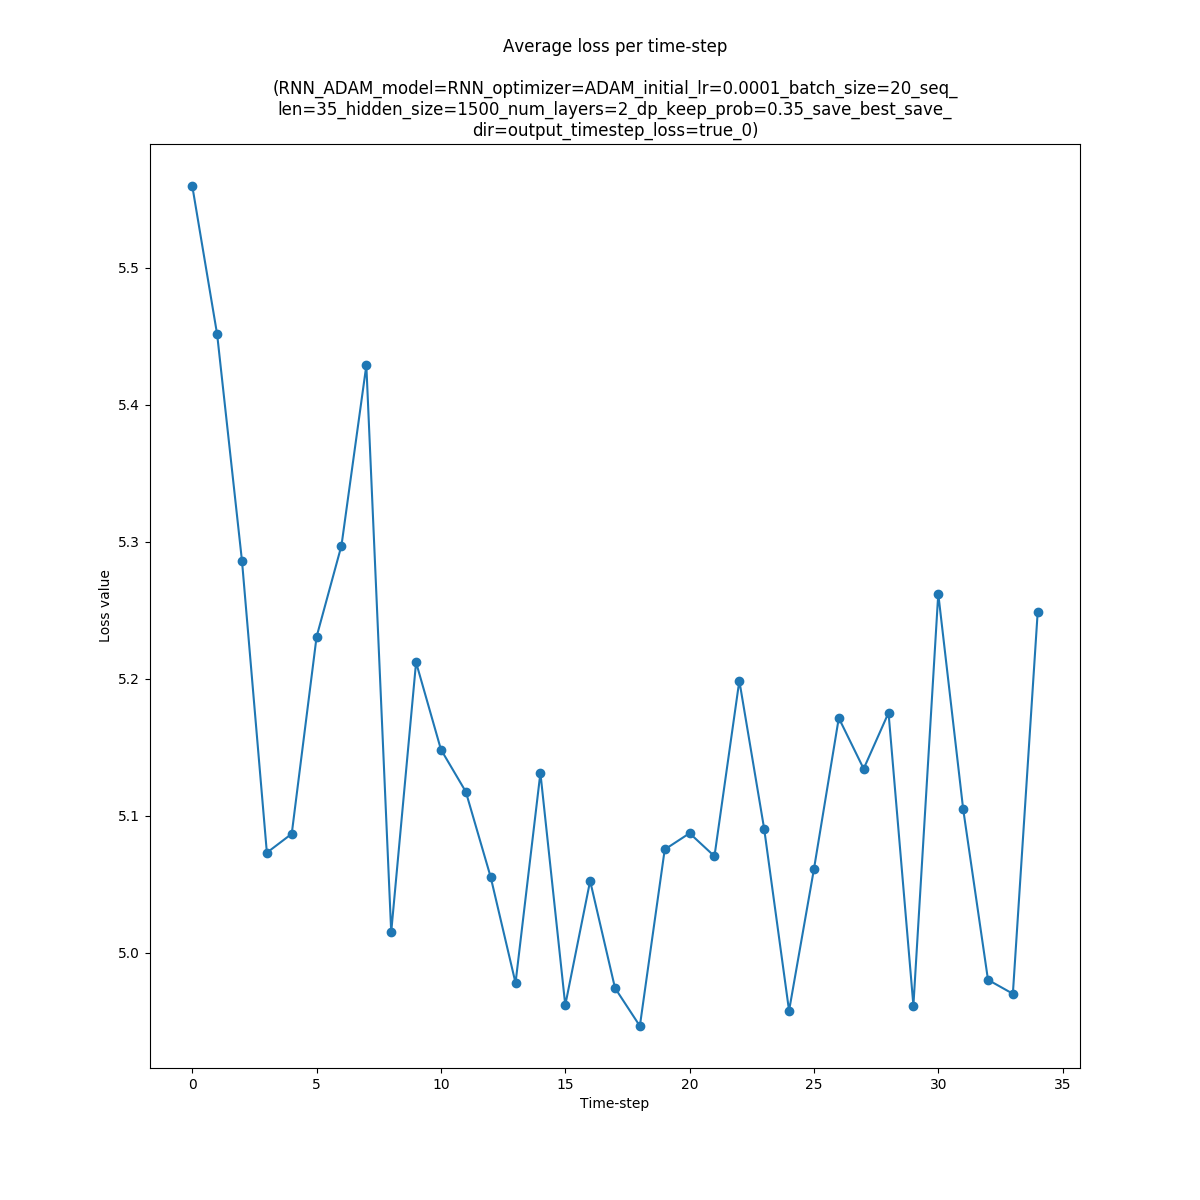 Average loss per time-step
(RNN_ADAM_model=RNN_optimizer=ADAM_initial_lr=0.0001_batch_size=20_seq_
len=35_hidden_size=1500_num_layers=2_dp_keep_prob=0.35_save_best_save_
dir=output_timestep_loss=true_0)
5.5
5.4
5.3
5.2
5.1
5.0
Loss value
0 5 10 15 20 25 30 35
Time-step